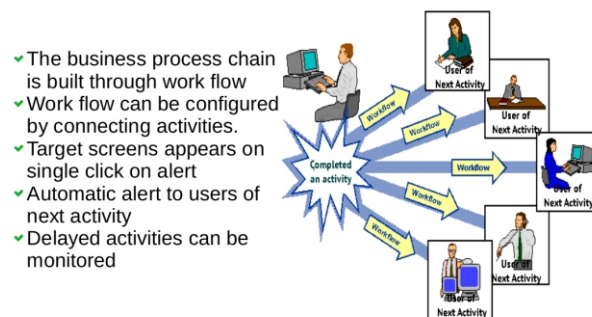 The business process chain
is built through work flow
Work flow can be configured
by connecting activities.
Target screens appears on
single click on alert
Automatic alert to users of
next activity
Delayed activities can be
monitored
Completed
an activity
Workflow
Workflow
Workflow
Workflow
Workflow
User of
Next Activity
User of
Next Activity
User of
Next Activity
User of
Next Activity
User of
Next Activity